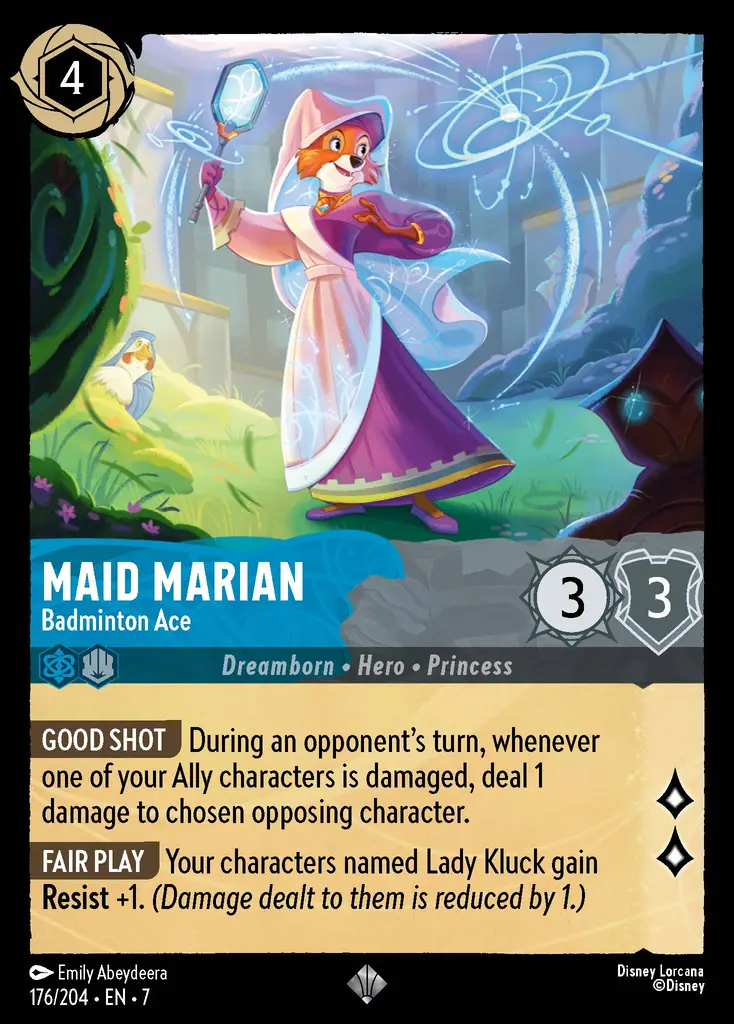 4
MAID MARIAN
Badminton Ace
3
3
Dreamborn • Hero • Princess
GOOD SHOT During an opponent’s turn, whenever
one of your Ally characters is damaged, deal 1
damage to chosen opposing character.
FAIR PLAY Your characters named Lady Kluck gain
Resist +1. (Damage dealt to them is reduced by 1.)
Emily Abeydeera
176/204 • EN • 7
Disney Lorcana
©Disney